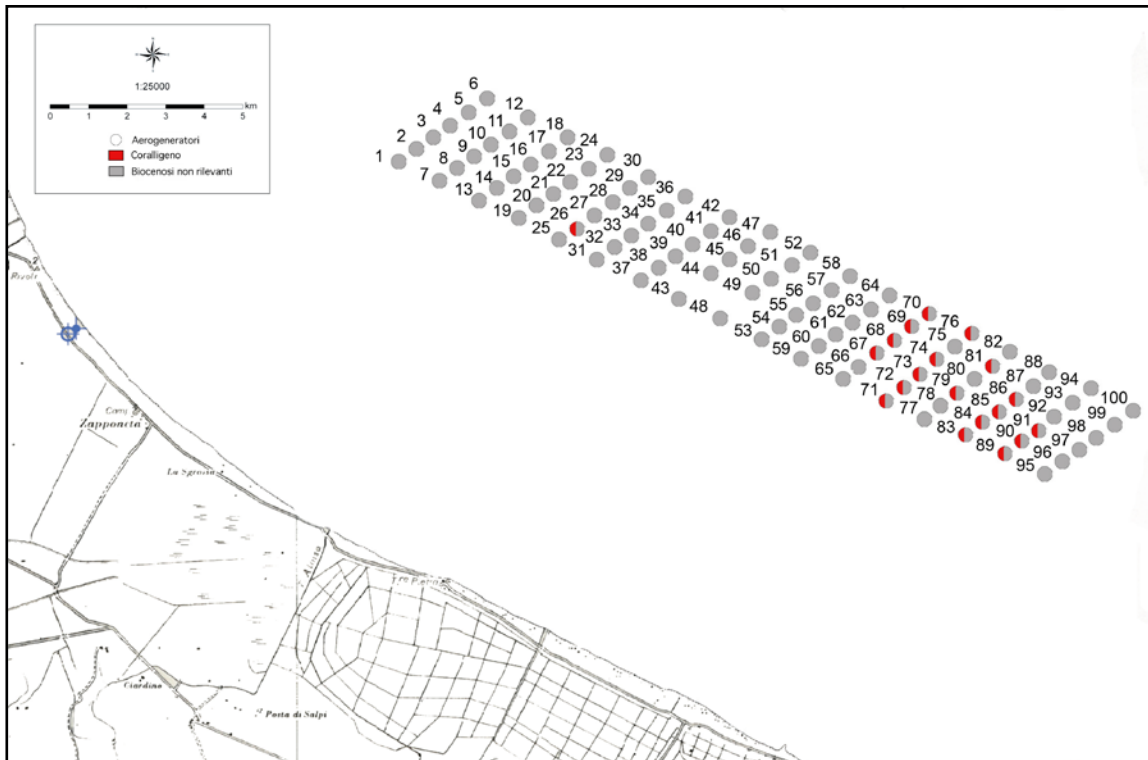 1:25000
0 1 2 3 4 5 km
Aerogeneratori
Coralligeno
Biocenosi non rilevanti
1 2 3 4 5 6
7 8 9 10 11 12
13 14 15 16 17 18
19 20 21 22 23 24
25 26 27 28 29 30
31 32 33 34 35 36
37 38 39 40 41 42
43 44 45 46 47
48 49 50 51 52
53 54 55 56 57 58
59 60 61 62 63 64
65 66 67 68 69 70
71 72 73 74 75 76
77 78 79 80 81 82
83 84 85 86 87 88
89 90 91 92 93 94
95 96 97 98 99 100
Rivoli
Zapponeta
La Sgrossa
Aloisa
Giardino
Posta di Salpi